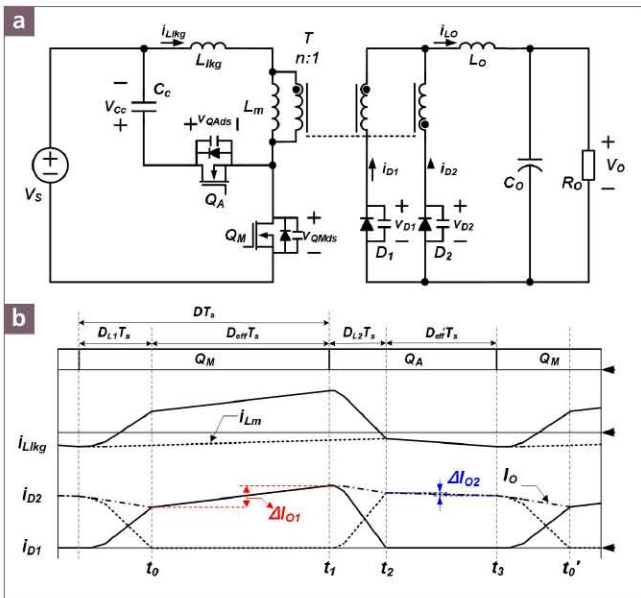 a
i_Llkg
L_lkg
T
n:1
i_LO
L_O
C_c
V_Cc
L_m
+ V_QAds -
Q_A
V_S
Q_M
V_QMds
i_D1
i_D2
V_D1
V_D2
D_1
D_2
C_O
R_O
V_O
b
DT_s
D_L1T_s
D_effT_s
D_L2T_s
D_eff'T_s
Q_M
Q_A
Q_M
i_Lm
i_Llkg
i_D2
ΔI_O1
ΔI_O2
I_O
i_D1
t_0
t_1
t_2
t_3
t_0'